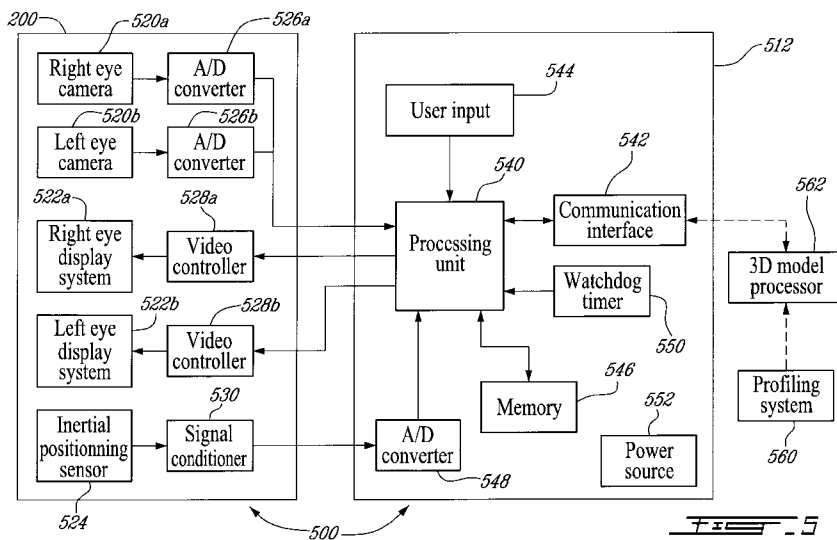 200
520a
526a
Right eye
camera
A/D
converter
520b
526b
Left eye
camera
A/D
converter
522a
528a
Right eye
display
system
Video
controller
522b
528b
Left eye
display
system
Video
controller
530
Inertial
positionning
sensor
Signal
conditioner
524
500
512
544
User input
540
Processing
unit
542
Communication
interface
562
3D model
processor
Watchdog
timer
550
546
Memory
Profiling
system
560
A/D
converter
548
552
Power
source
Fig. 5